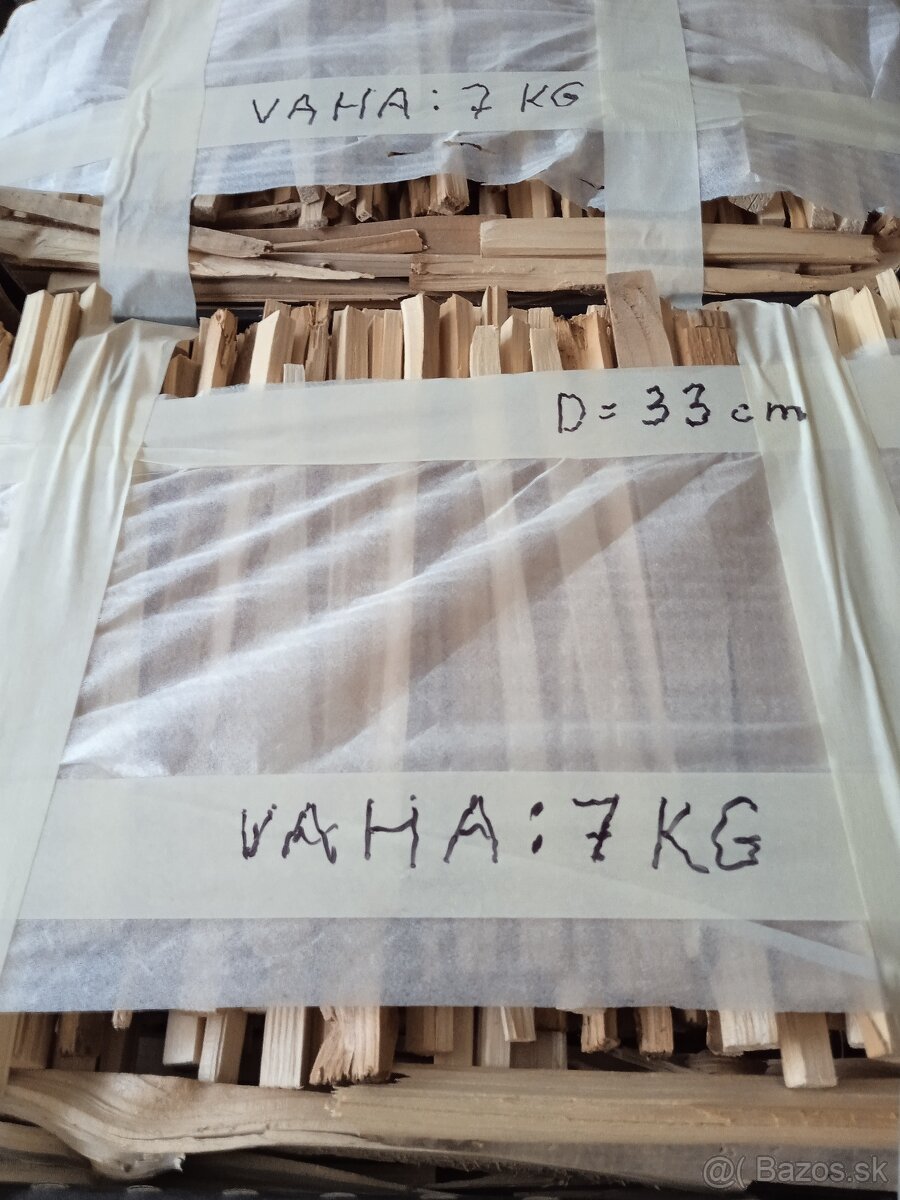 VAHA: 7 KG
D= 33 cm
VAHA: 7 KG
@( Bazos.sk